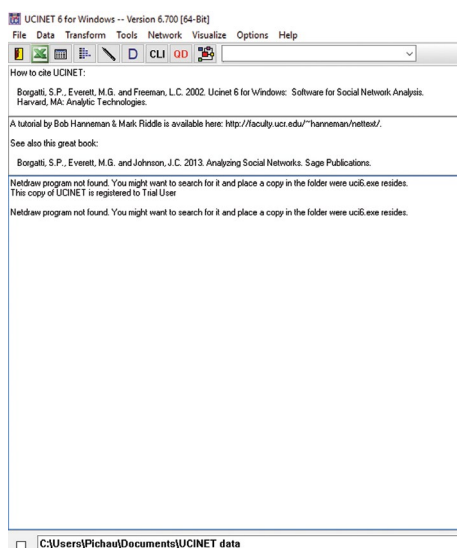 UCINET 6 for Windows -- Version 6.700 [64-Bit]
File Data Transform Tools Network Visualize Options Help
D CLI QD
How to cite UCINET:
Borgatti, S.P., Everett, M.G. and Freeman, L.C. 2002. Ucinet 6 for Windows: Software for Social Network Analysis.
Harvard, MA: Analytic Technologies.
A tutorial by Bob Hanneman & Mark Riddle is available here: http://faculty.ucr.edu/~hanneman/nettext/.
See also this great book:
Borgatti, S.P., Everett, M.G. and Johnson, J.C. 2013. Analyzing Social Networks. Sage Publications.
Netdraw program not found. You might want to search for it and place a copy in the folder were uci6.exe resides.
This copy of UCINET is registered to Trial User
Netdraw program not found. You might want to search for it and place a copy in the folder were uci6.exe resides.
C:\Users\Pichau\Documents\UCINET data